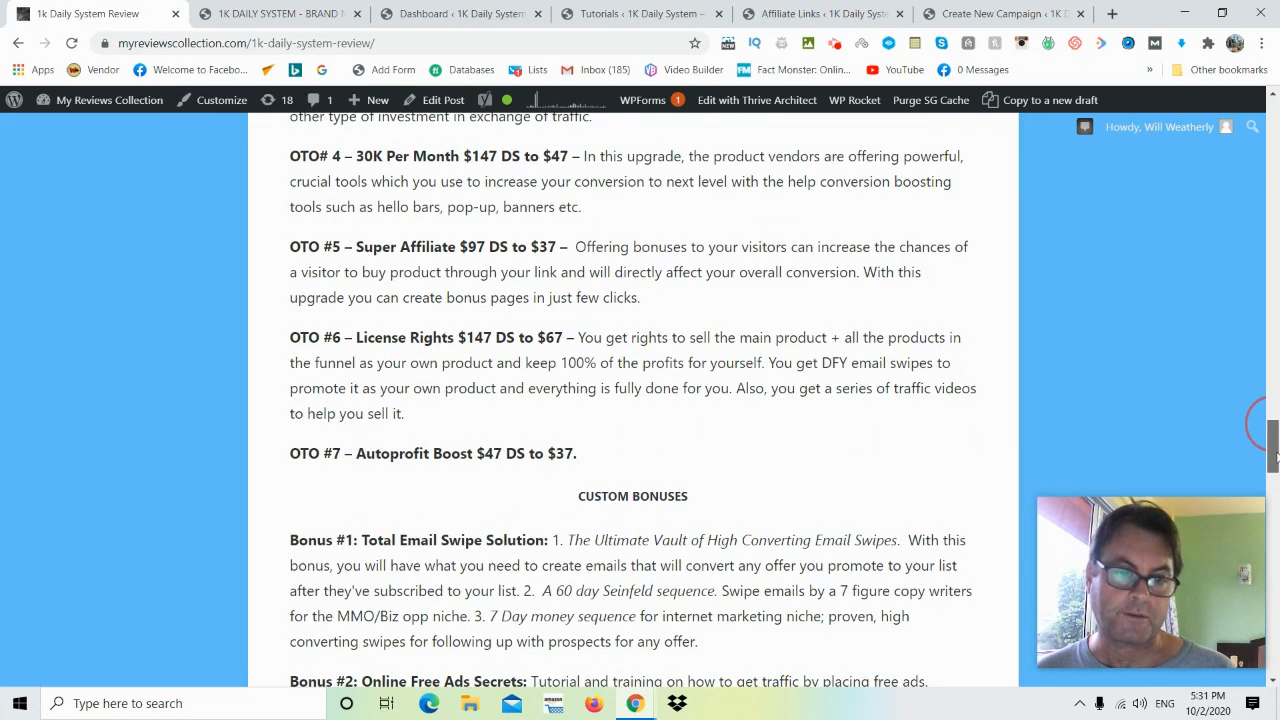 1k Daily System Review
1K DAILY SYSTEM - BRAND N
Dashboard ‹ 1K Daily System
Tutorials ‹ 1K Daily System –
Affiliate Links ‹ 1K Daily Syste
Create New Campaign ‹ 1K D
myreviewscollection.com/1k-daily-system-review/
Apps
Vendor
Welcome to Facebo...
Add Form
Databases
Lists
Inbox (185)
Video Builder
Fact Monster: Onlin...
YouTube
0 Messages
»
Other bookmarks
My Reviews Collection
Customize
18
1
New
Edit Post
WPForms 1
Edit with Thrive Architect
WP Rocket
Purge SG Cache
Copy to a new draft
Howdy, Will Weatherly
other type of investment in exchange of traffic.
OTO# 4 – 30K Per Month $147 DS to $47 – In this upgrade, the product vendors are offering powerful,
crucial tools which you use to increase your conversion to next level with the help conversion boosting
tools such as hello bars, pop-up, banners etc.
OTO #5 – Super Affiliate $97 DS to $37 – Offering bonuses to your visitors can increase the chances of
a visitor to buy product through your link and will directly affect your overall conversion. With this
upgrade you can create bonus pages in just few clicks.
OTO #6 – License Rights $147 DS to $67 – You get rights to sell the main product + all the products in
the funnel as your own product and keep 100% of the profits for yourself. You get DFY email swipes to
promote it as your own product and everything is fully done for you. Also, you get a series of traffic videos
to help you sell it.
OTO #7 – Autoprofit Boost $47 DS to $37.
CUSTOM BONUSES
Bonus #1: Total Email Swipe Solution: 1. The Ultimate Vault of High Converting Email Swipes. With this
bonus, you will have what you need to create emails that will convert any offer you promote to your list
after they've subscribed to your list. 2. A 60 day Seinfeld sequence. Swipe emails by a 7 figure copy writers
for the MMO/Biz opp niche. 3. 7 Day money sequence for internet marketing niche; proven, high
converting swipes for following up with prospects for any offer.
Bonus #2: Online Free Ads Secrets: Tutorial and training on how to get traffic by placing free ads.
Type here to search
amazon
ENG
5:31 PM
10/2/2020